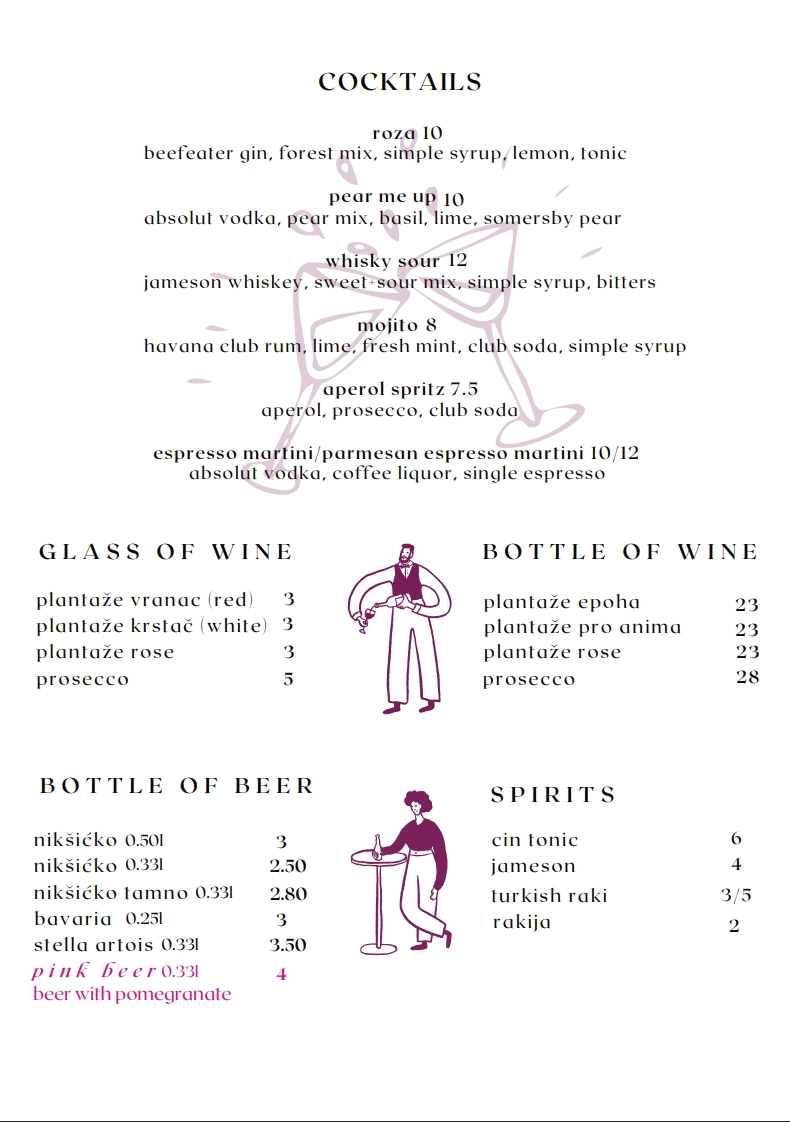 COCKTAILS
roza 10
beefeater gin, forest mix, simple syrup, lemon, tonic
pear me up 10
absolut vodka, pear mix, basil, lime, somersby pear
whisky sour 12
jameson whiskey, sweet+sour mix, simple syrup, bitters
mojito 8
havana club rum, lime, fresh mint, club soda, simple syrup
aperol spritz 7.5
aperol, prosecco, club soda
espresso martini/parmesan espresso martini 10/12
absolut vodka, coffee liquor, single espresso
GLASS OF WINE
plantaže vranac (red) 3
plantaže krstač (white) 3
plantaže rose 3
prosecco 5
BOTTLE OF WINE
plantaže epoha 23
plantaže pro anima 23
plantaže rose 23
prosecco 28
BOTTLE OF BEER
nikšićko 0.50l 3
nikšićko 0.33l 2.50
nikšićko tamno 0.33l 2.80
bavaria 0.25l 3
stella artois 0.33l 3.50
pink beer 0.33l 4
beer with pomegranate
SPIRITS
cin tonic 6
jameson 4
turkish raki 3/5
rakija 2